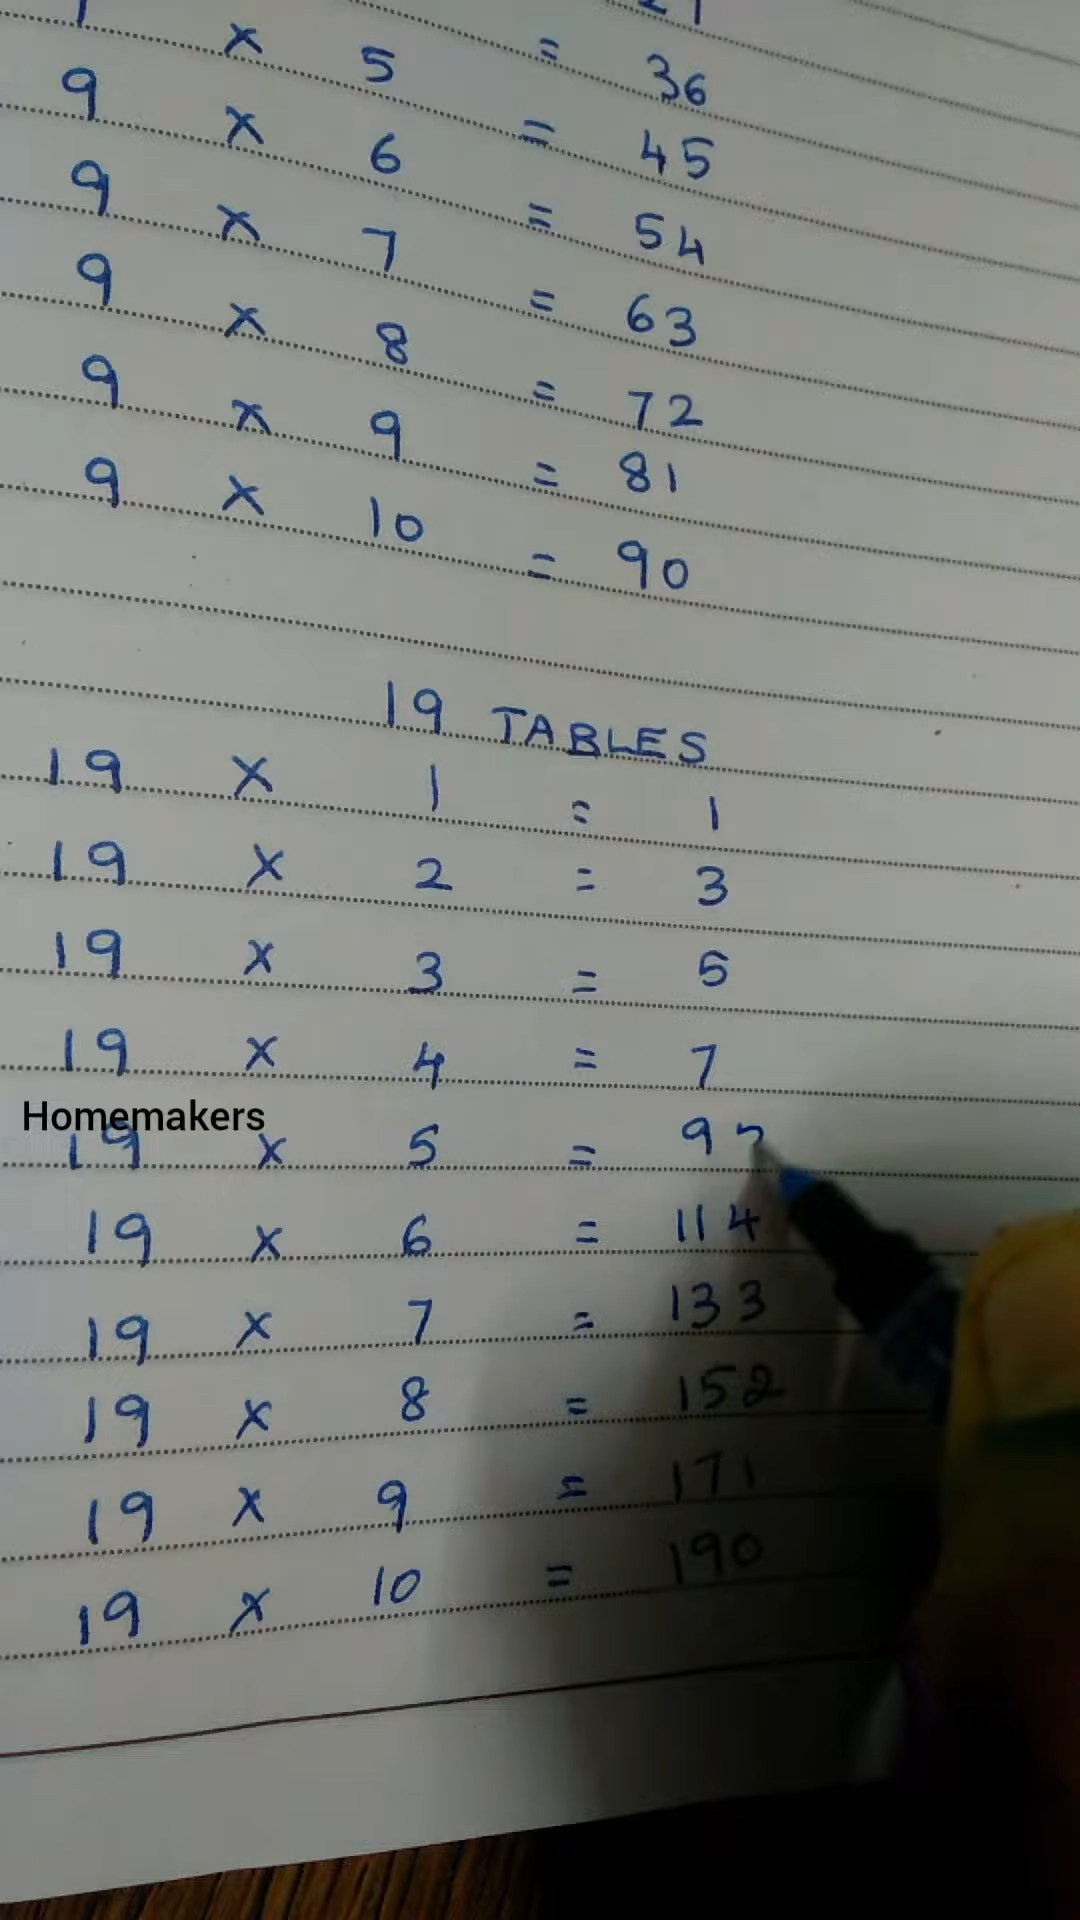 = 36
9 × 5 = 45
9 × 6 = 54
9 × 7 = 63
9 × 8 = 72
9 × 9 = 81
9 × 10 = 90
19 TABLES
19 × 1 = 1
19 × 2 = 3
19 × 3 = 5
19 × 4 = 7
Homemakers
19 × 5 = 9
19 × 6 = 114
19 × 7 = 133
19 × 8 = 152
19 × 9 = 171
19 × 10 = 190